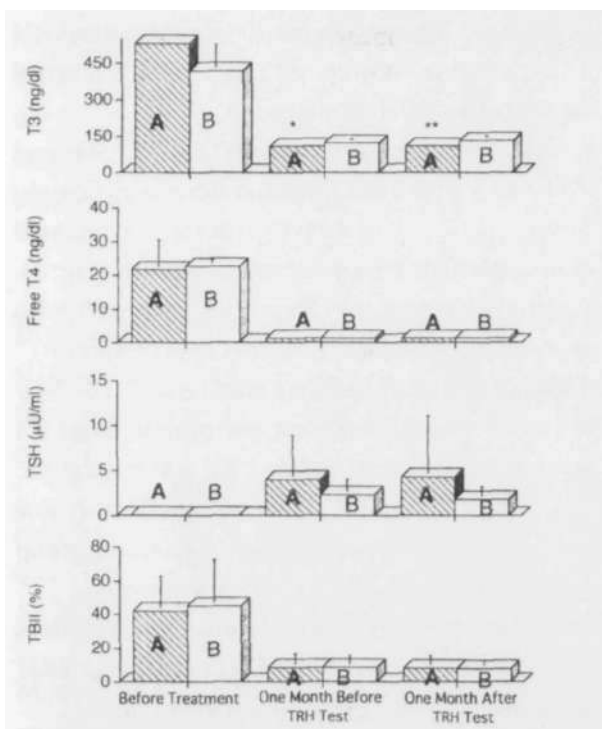 T3 (ng/dl)
450
300
150
0
A
B
*
A
B
**
A
B
Free T4 (ng/dl)
40
30
20
10
0
A
B
A
B
A
B
TSH (μU/ml)
15
10
5
0
A
B
A
B
A
B
TBII (%)
80
60
40
20
0
A
B
A
B
A
B
Before Treatment
One Month Before
TRH Test
One Month After
TRH Test